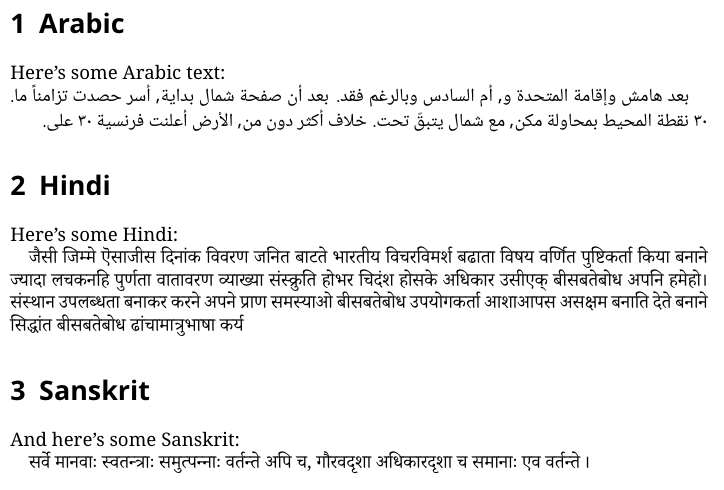 1 Arabic
Here’s some Arabic text:
بعد هامش وإقامة المتحدة و, أم السادس وبالرغم فقد. بعد أن صفحة شمال بداية, أسر حصدت تزامناً ما.
٣٠ نقطة المحيط بمحاولة مكن, مع شمال يتبقّ تحت. خلاف أكثر دون من, الأرض أعلنت فرنسية ٣٠ على.
2 Hindi
Here’s some Hindi:
जैसी जिम्मे ऎसाजीस दिनांक विवरण जनित बाटते भारतीय विचरविमर्श बढाता विषय वर्णित पुष्टिकर्ता किया बनाने
ज्यादा लचकनहि पुर्णता वातावरण व्याख्या संस्क्रुति होभर चिदंश होसके अधिकार उसीएक् बीसबतेबोध अपनि हमेहो।
संस्थान उपलब्धता बनाकर करने अपने प्राण समस्याओ बीसबतेबोध उपयोगकर्ता आशाआपस असक्षम बनाति देते बनाने
सिद्धांत बीसबतेबोध ढांचामात्रुभाषा कर्य
3 Sanskrit
And here’s some Sanskrit:
सर्वे मानवाः स्वतन्त्राः समुत्पन्नाः वर्तन्ते अपि च, गौरवदृशा अधिकारदृशा च समानाः एव वर्तन्ते।